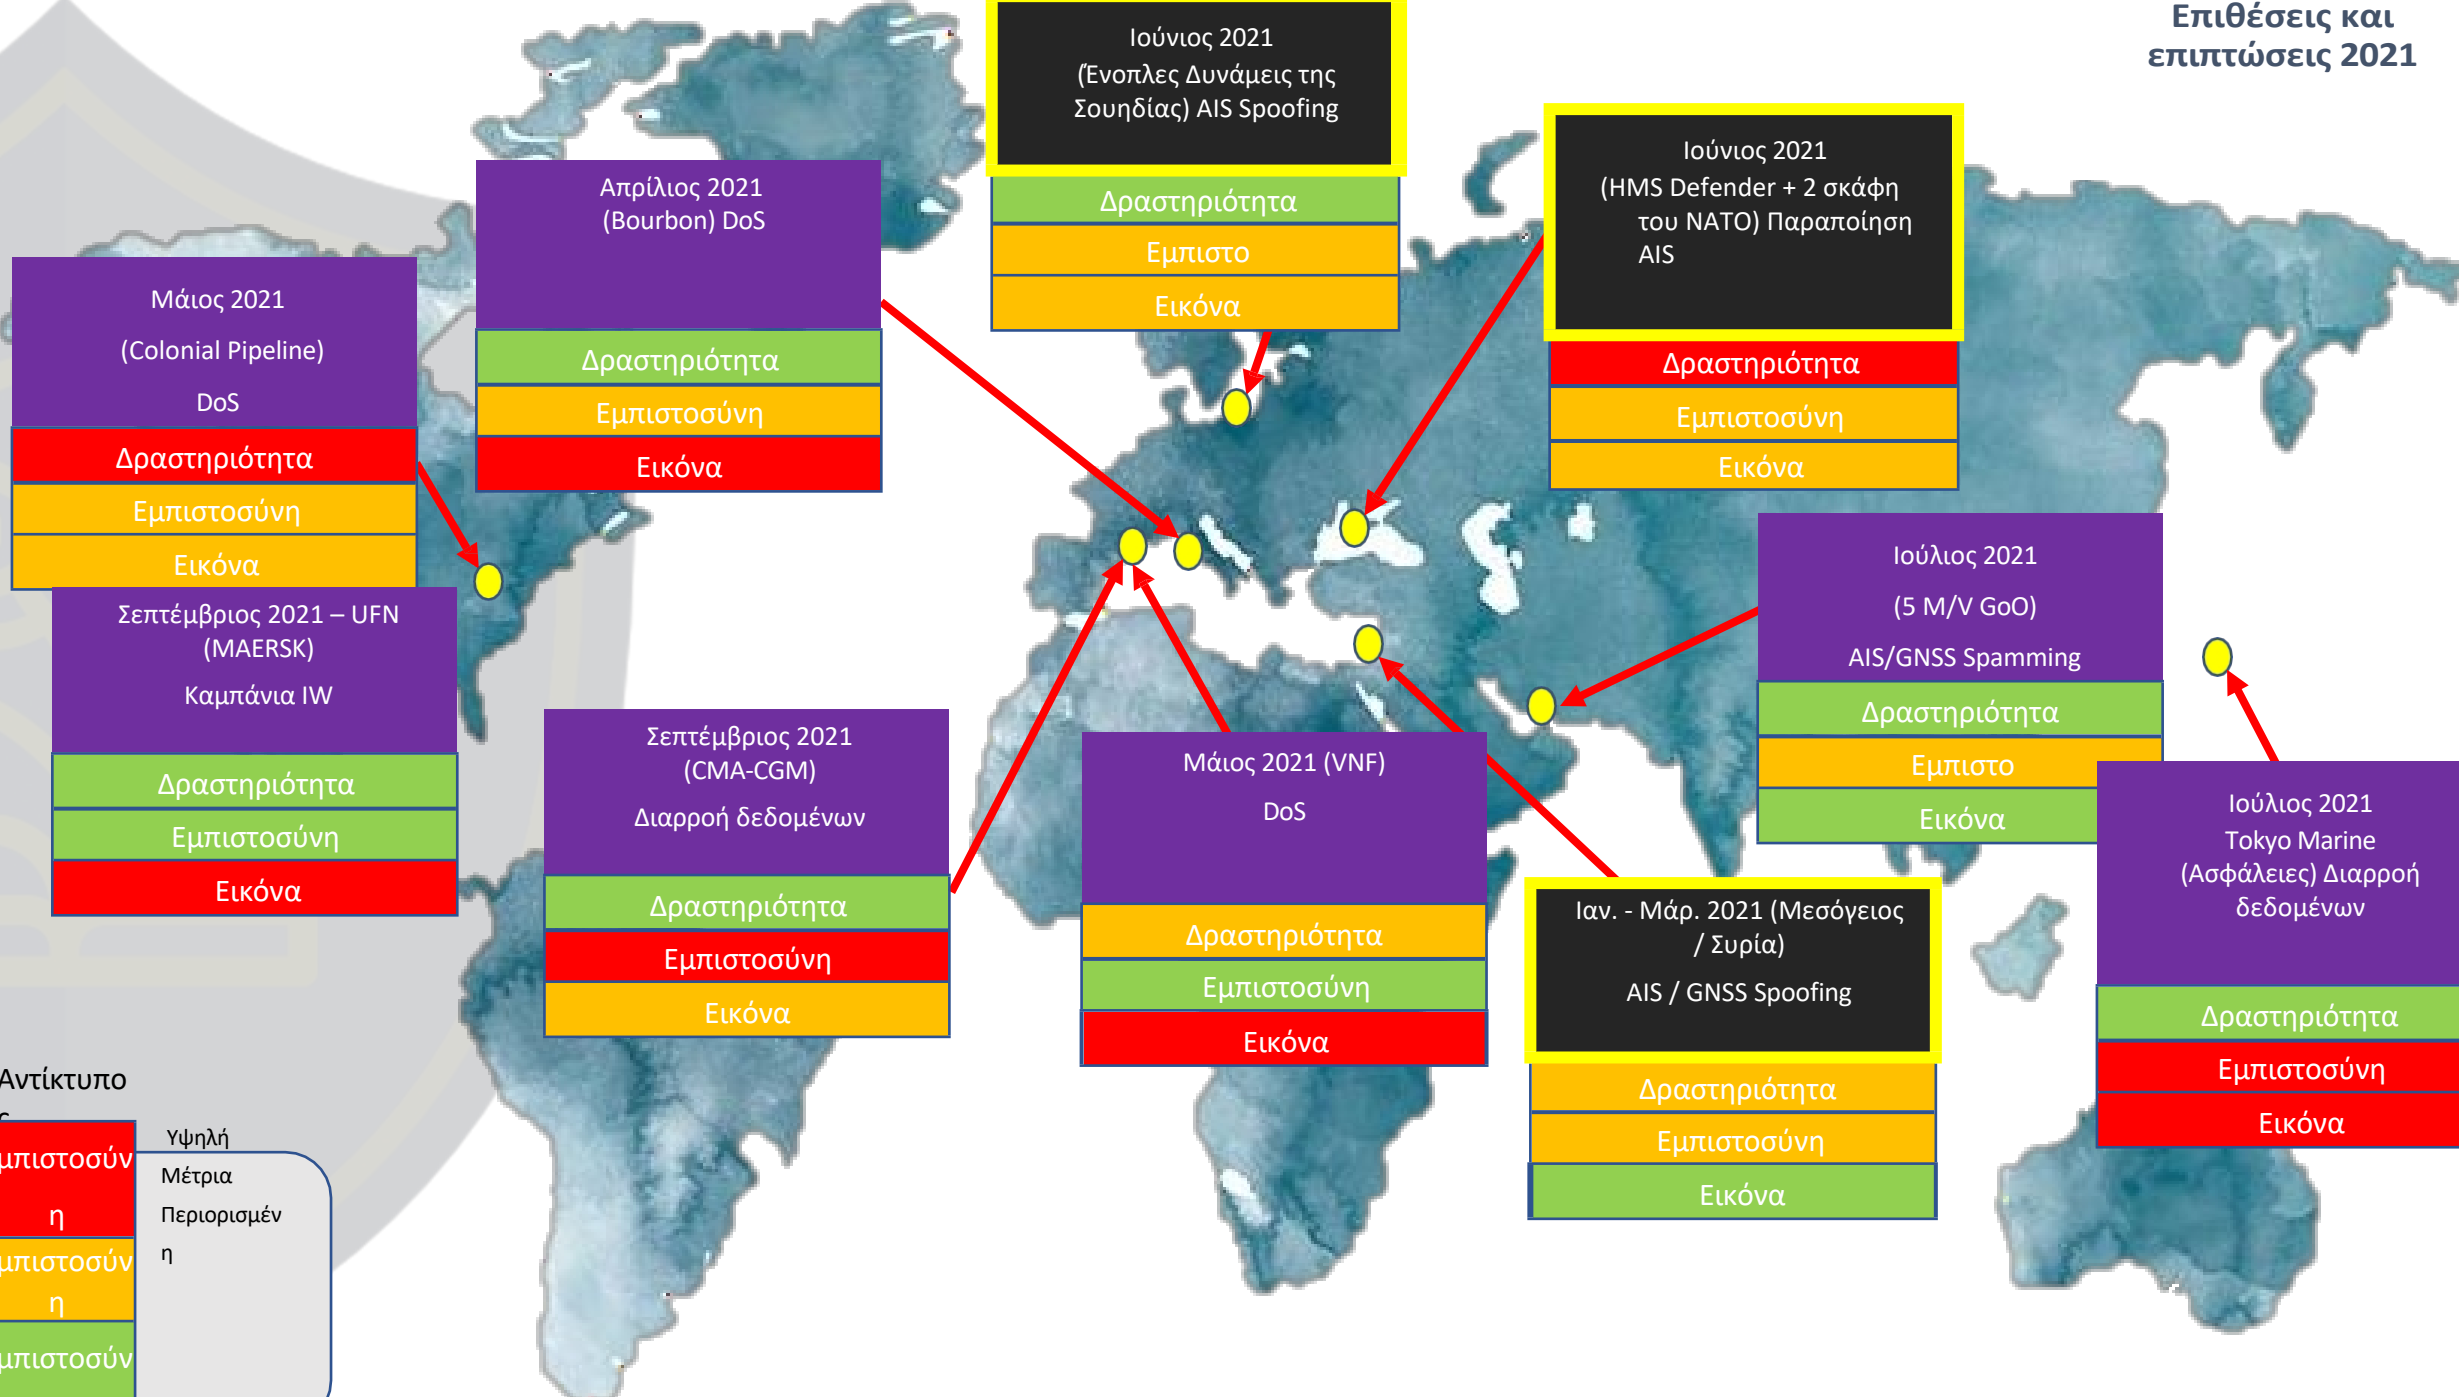 Επιθέσεις και
επιπτώσεις 2021
Ιούνιος 2021
(Ένοπλες Δυνάμεις της
Σουηδίας) AIS Spoofing
Δραστηριότητα
Εμπιστο
Εικόνα
Ιούνιος 2021
(HMS Defender + 2 σκάφη
του NATO) Παραποίηση
AIS
Δραστηριότητα
Εμπιστοσύνη
Εικόνα
Απρίλιος 2021
(Bourbon) DoS
Δραστηριότητα
Εμπιστοσύνη
Εικόνα
Μάιος 2021
(Colonial Pipeline)
DoS
Δραστηριότητα
Εμπιστοσύνη
Εικόνα
Σεπτέμβριος 2021 – UFN
(MAERSK)
Καμπάνια IW
Δραστηριότητα
Εμπιστοσύνη
Εικόνα
Σεπτέμβριος 2021
(CMA-CGM)
Διαρροή δεδομένων
Δραστηριότητα
Εμπιστοσύνη
Εικόνα
Μάιος 2021 (VNF)
DoS
Δραστηριότητα
Εμπιστοσύνη
Εικόνα
Ιούλιος 2021
(5 M/V GoO)
AIS/GNSS Spamming
Δραστηριότητα
Εμπιστο
Εικόνα
Ιαν. - Μάρ. 2021 (Μεσόγειος
/ Συρία)
AIS / GNSS Spoofing
Δραστηριότητα
Εμπιστοσύνη
Εικόνα
Ιούλιος 2021
Tokyo Marine
(Ασφάλειες) Διαρροή
δεδομένων
Δραστηριότητα
Εμπιστοσύνη
Εικόνα
Αντίκτυπο
ς
μπιστοσύν
η
μπιστοσύν
η
μπιστοσύν
Υψηλή
Μέτρια
Περιορισμέν
η